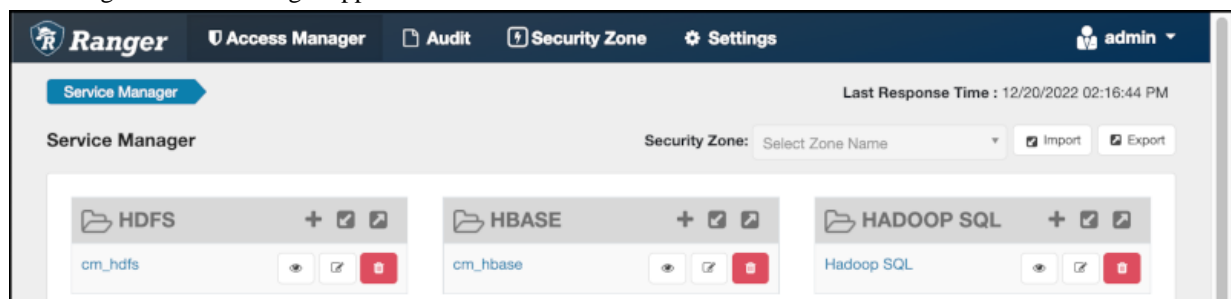 Ranger Access Manager Audit Security Zone Settings admin
Service Manager Last Response Time : 12/20/2022 02:16:44 PM
Service Manager Security Zone: Select Zone Name Import Export
HDFS HBASE HADOOP SQL
cm_hdfs cm_hbase Hadoop SQL